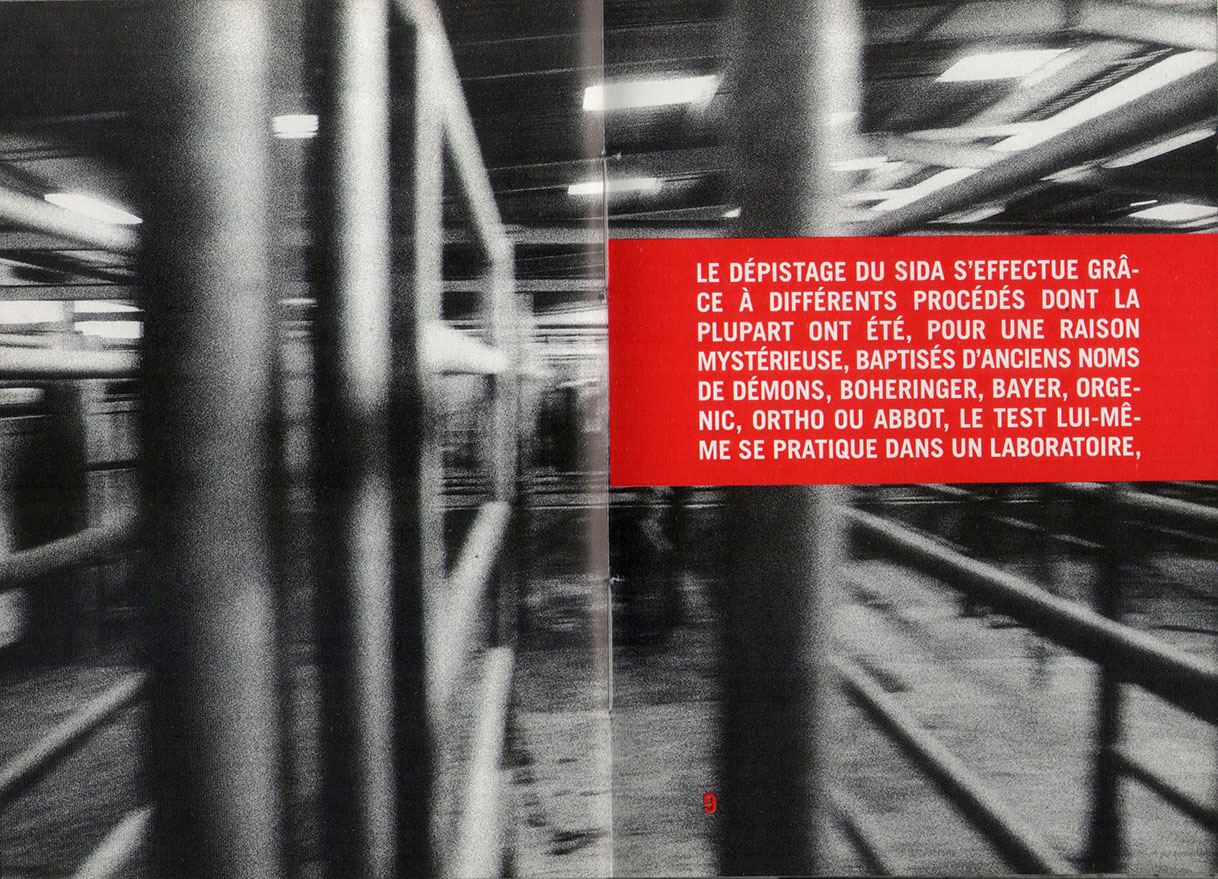 LE DÉPISTAGE DU SIDA S’EFFECTUE GRÂ-
CE À DIFFÉRENTS PROCÉDÉS DONT LA
PLUPART ONT ÉTÉ, POUR UNE RAISON
MYSTÉRIEUSE, BAPTISÉS D’ANCIENS NOMS
DE DÉMONS, BOHERINGER, BAYER, ORGE-
NIC, ORTHO OU ABBOT, LE TEST LUI-MÊ-
ME SE PRATIQUE DANS UN LABORATOIRE,
9